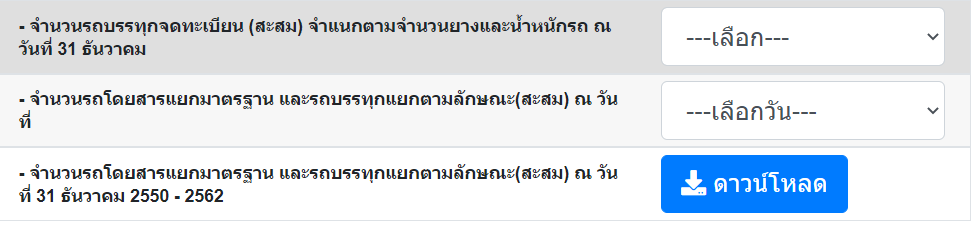 - จำนวนรถบรรทุกจดทะเบียน (สะสม) จำแนกตามจำนวนยางและน้ำหนักรถ ณ
วันที่ 31 ธันวาคม
---เลือก---
- จำนวนรถโดยสารแยกมาตรฐาน และรถบรรทุกแยกตามลักษณะ(สะสม) ณ วัน
ที่
---เลือกวัน---
- จำนวนรถโดยสารแยกมาตรฐาน และรถบรรทุกแยกตามลักษณะ(สะสม) ณ วัน
ที่ 31 ธันวาคม 2550 - 2562
ดาวน์โหลด